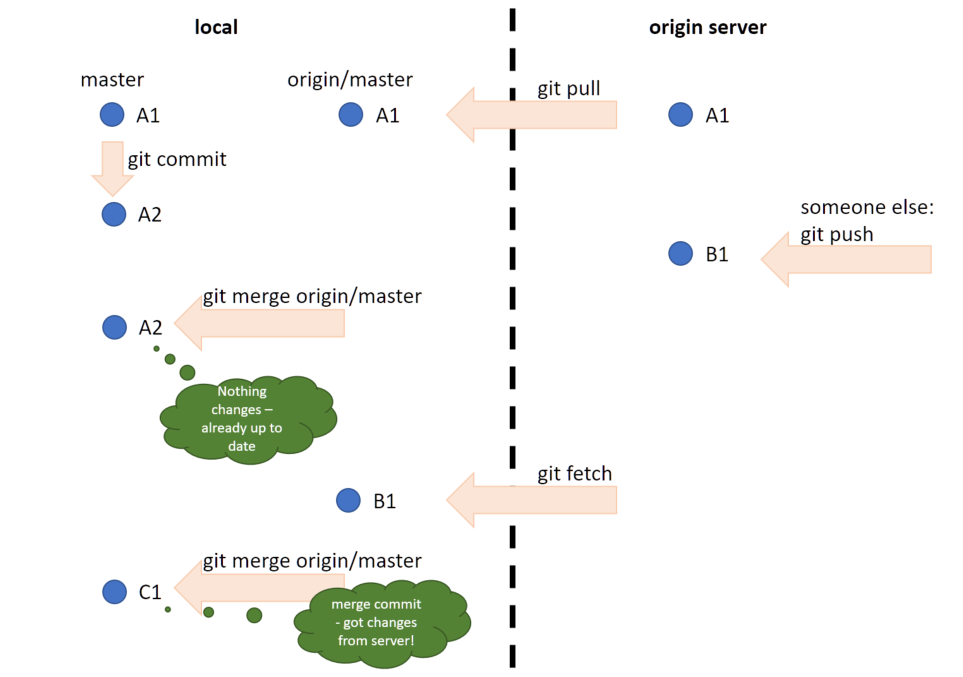 local
origin server
master
origin/master
git pull
A1
A1
A1
git commit
A2
someone else:
git push
B1
git merge origin/master
A2
Nothing
changes –
already up to
date
git fetch
B1
git merge origin/master
C1
merge commit
- got changes
from server!